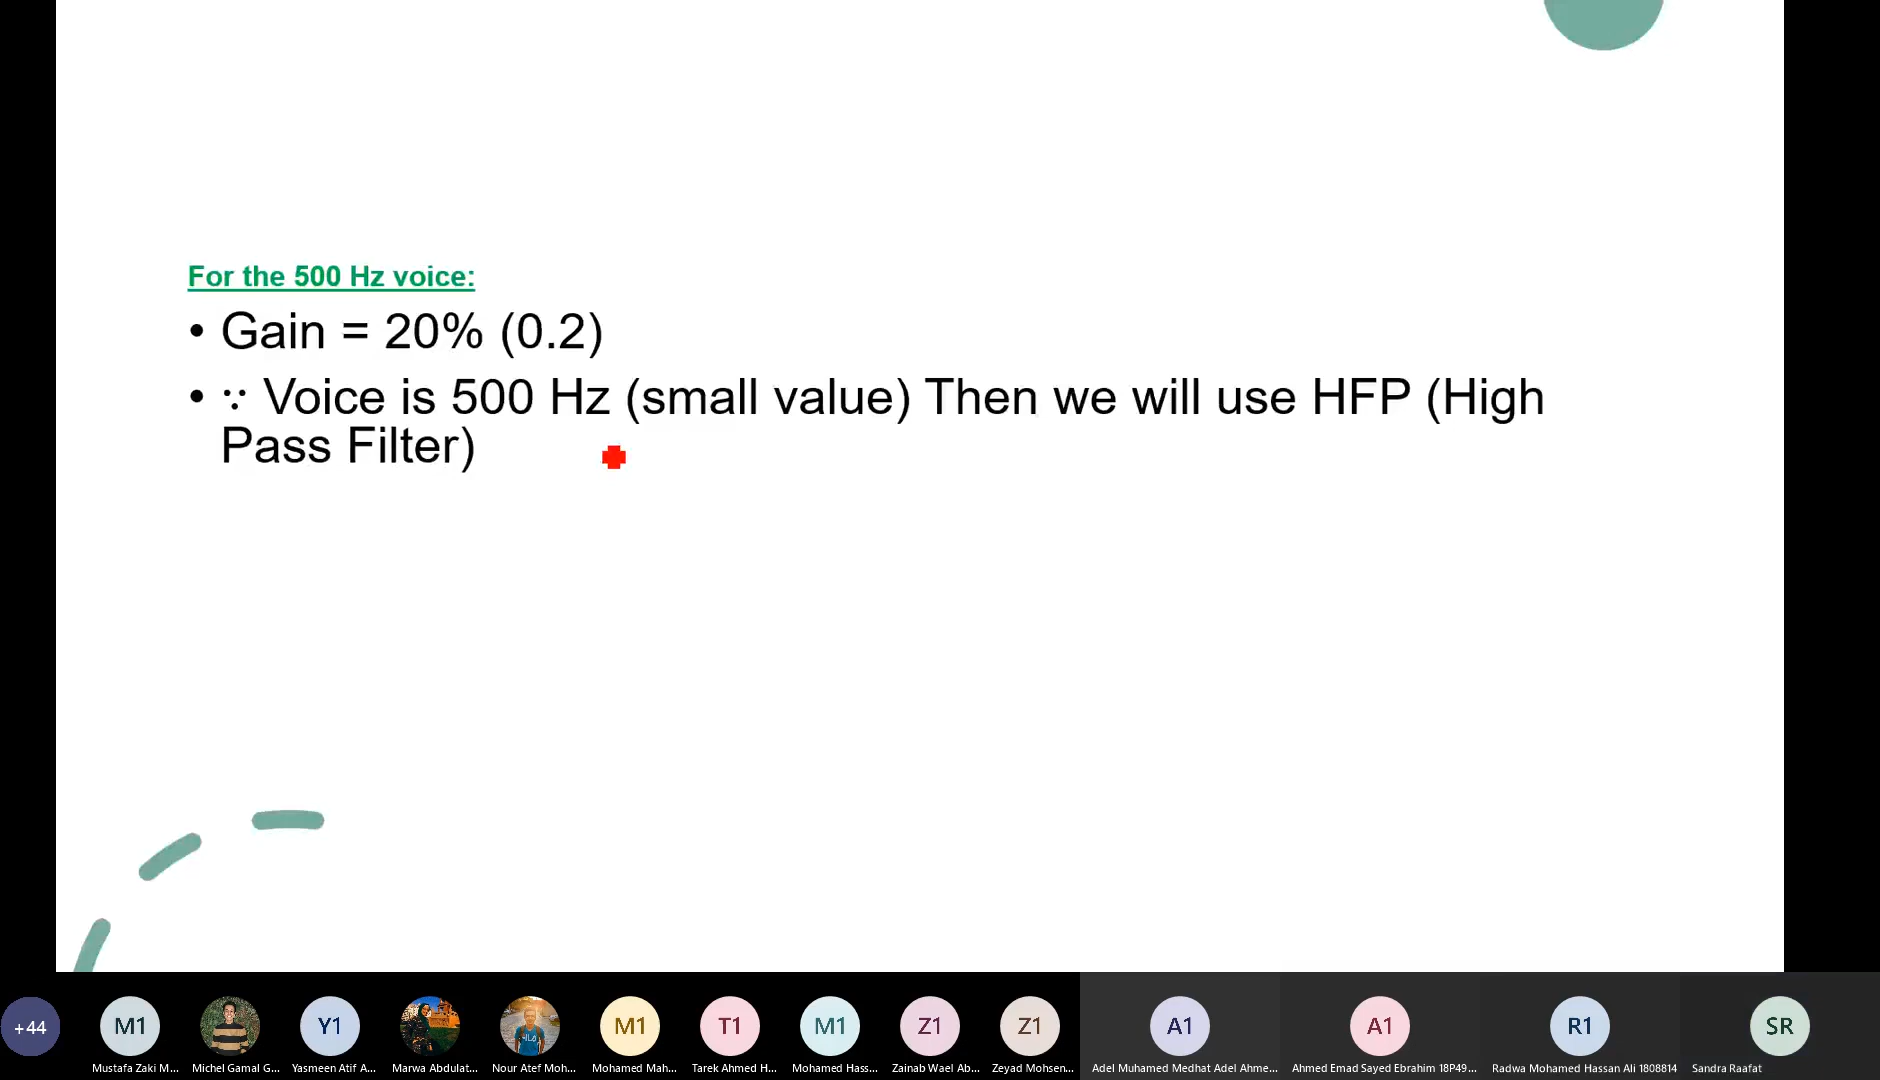 For the 500 Hz voice:
• Gain = 20% (0.2)
• ∵ Voice is 500 Hz (small value) Then we will use HFP (High
Pass Filter)
+44 M1 Y1 M1 T1 M1 Z1 Z1 A1 A1 R1 SR
Mustafa Zaki M... Michel Gamal G... Yasmeen Atif A... Marwa Abdulat... Nour Atef Moh... Mohamed Mah... Tarek Ahmed H... Mohamed Hass... Zainab Wael Ab... Zeyad Mohsen... Adel Muhamed Medhat Adel Ahme... Ahmed Emad Sayed Ebrahim 18P49... Radwa Mohamed Hassan Ali 1808814 Sandra Raafat